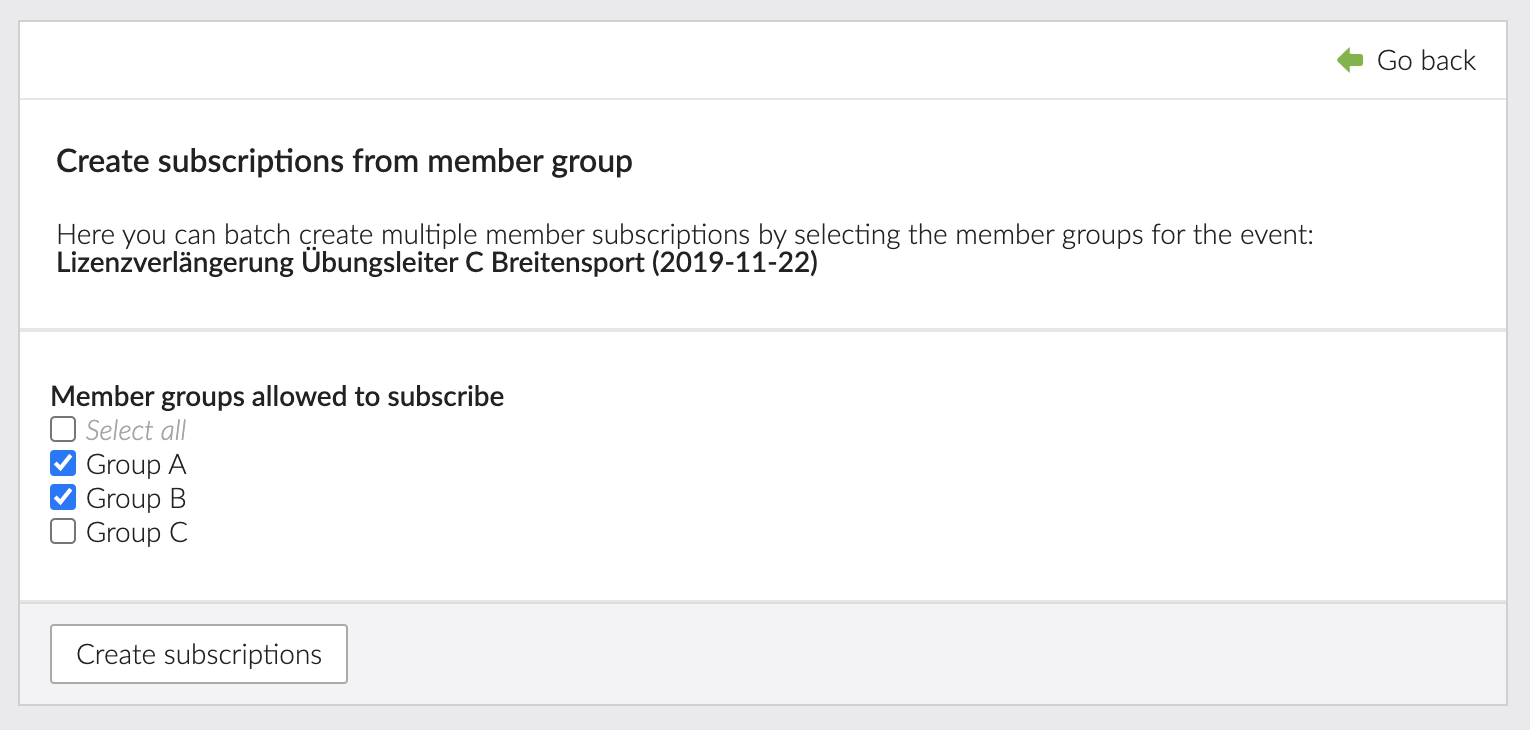 Go back
Create subscriptions from member group
Here you can batch create multiple member subscriptions by selecting the member groups for the event:
Lizenzverlängerung Übungsleiter C Breitensport (2019-11-22)
Member groups allowed to subscribe
Select all
Group A
Group B
Group C
Create subscriptions